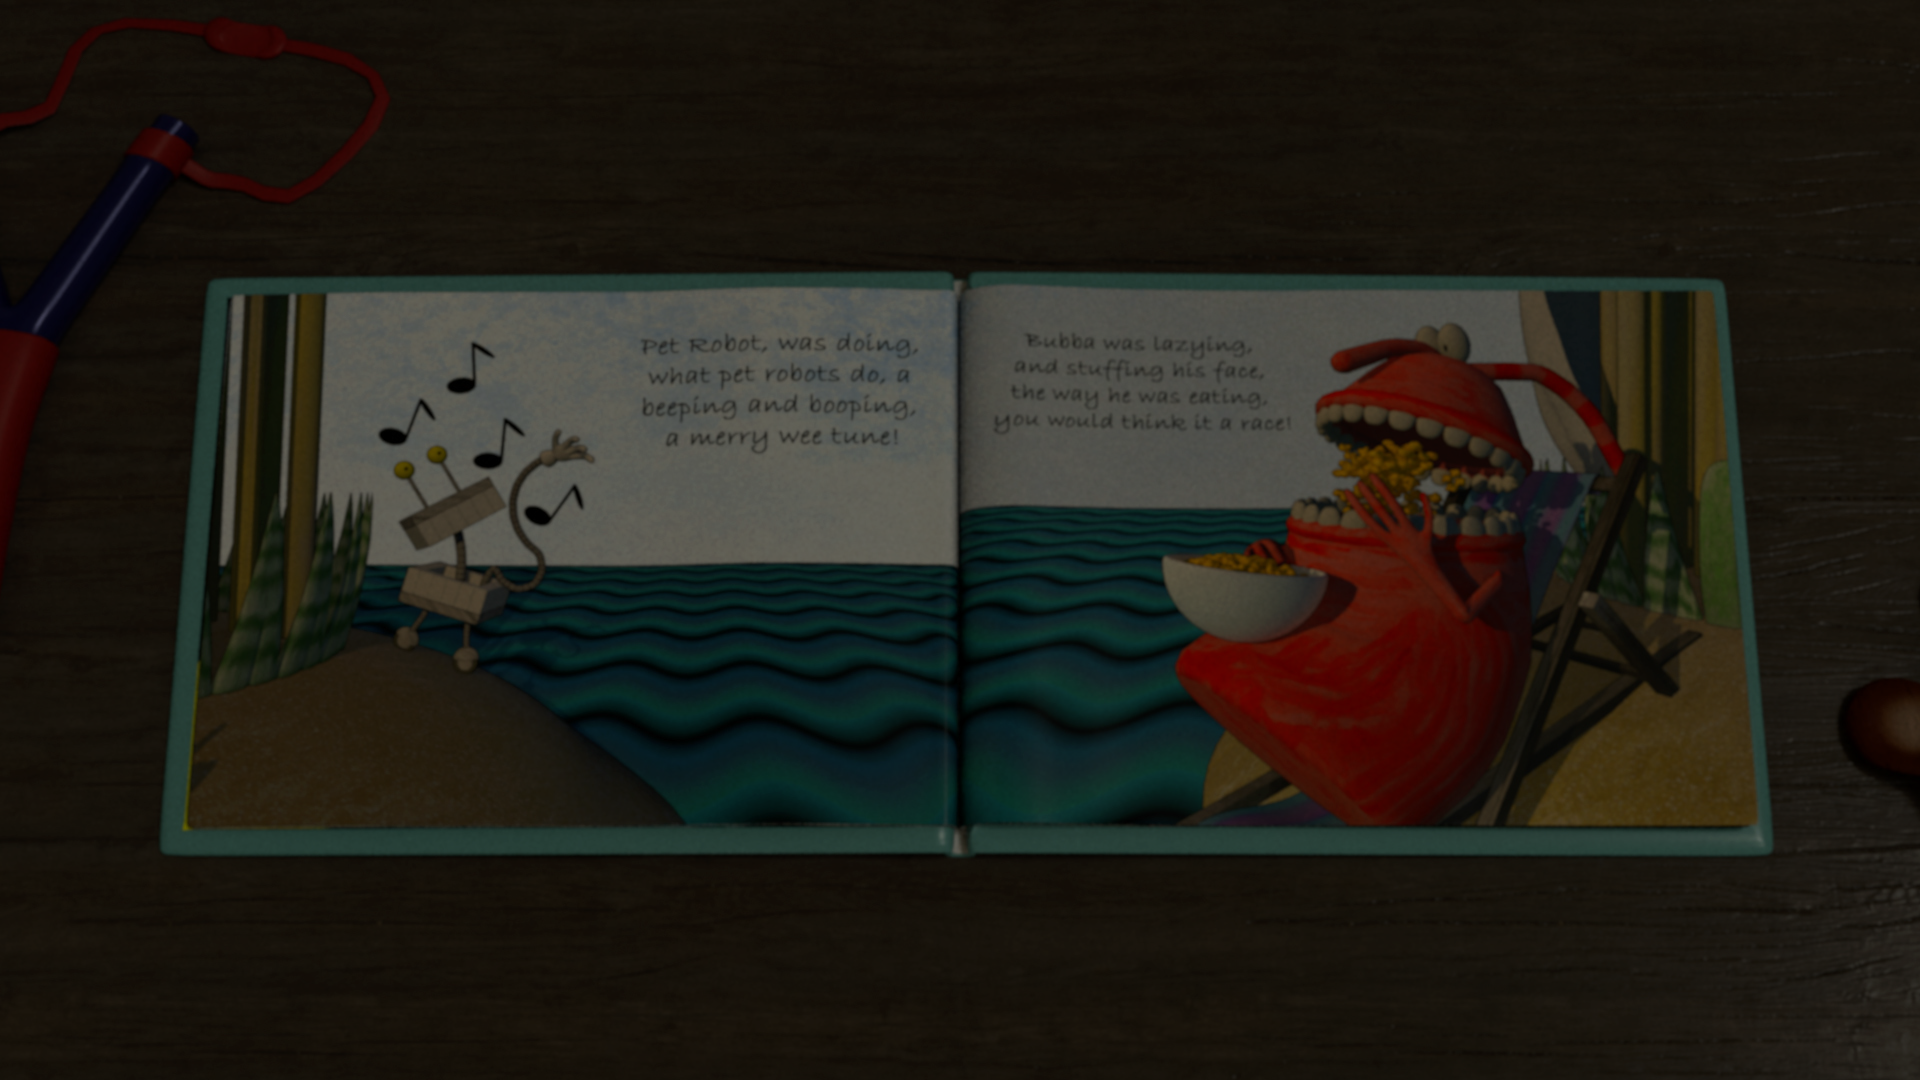 Pet Robot, was doing,
what pet robots do, a
beeping and booping,
a merry wee tune!
Bubba was lazying,
and stuffing his face,
the way he was eating,
you would think it a race!